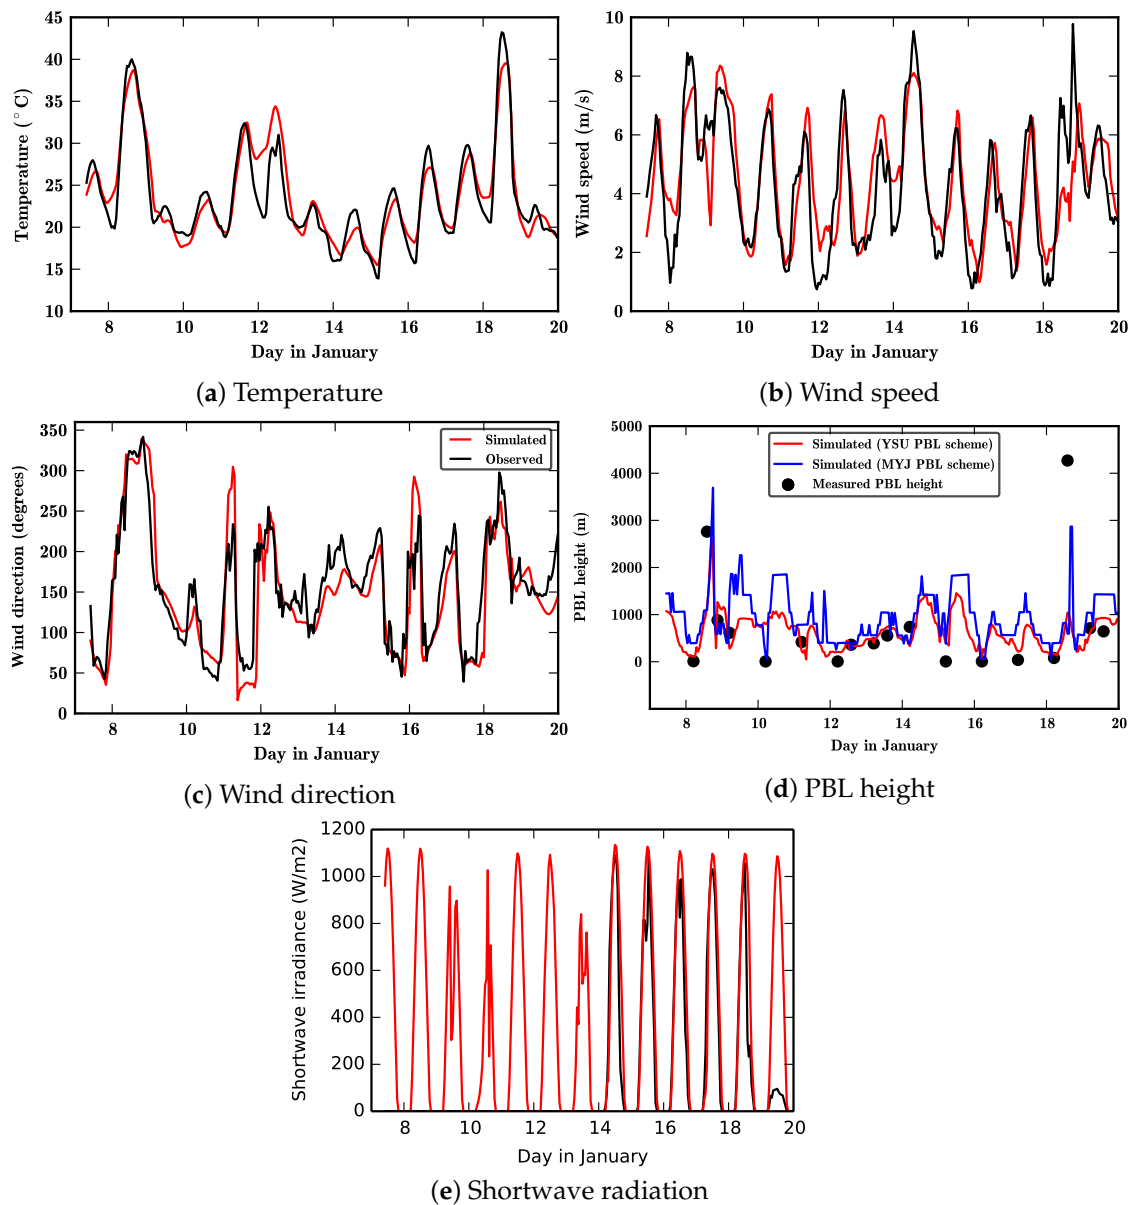 45
40
35
30
25
20
15
10
Temperature (°C)
8 10 12 14 16 18 20
Day in January
(a) Temperature
10
8
6
4
2
0
Wind speed (m/s)
8 10 12 14 16 18 20
Day in January
(b) Wind speed
350
300
250
200
150
100
50
0
Wind direction (degrees)
Simulated
Observed
8 10 12 14 16 18 20
Day in January
(c) Wind direction
5000
4000
3000
2000
1000
0
PBL height (m)
Simulated (YSU PBL scheme)
Simulated (MYJ PBL scheme)
Measured PBL height
8 10 12 14 16 18 20
Day in January
(d) PBL height
1200
1000
800
600
400
200
0
Shortwave irradiance (W/m2)
8 10 12 14 16 18 20
Day in January
(e) Shortwave radiation